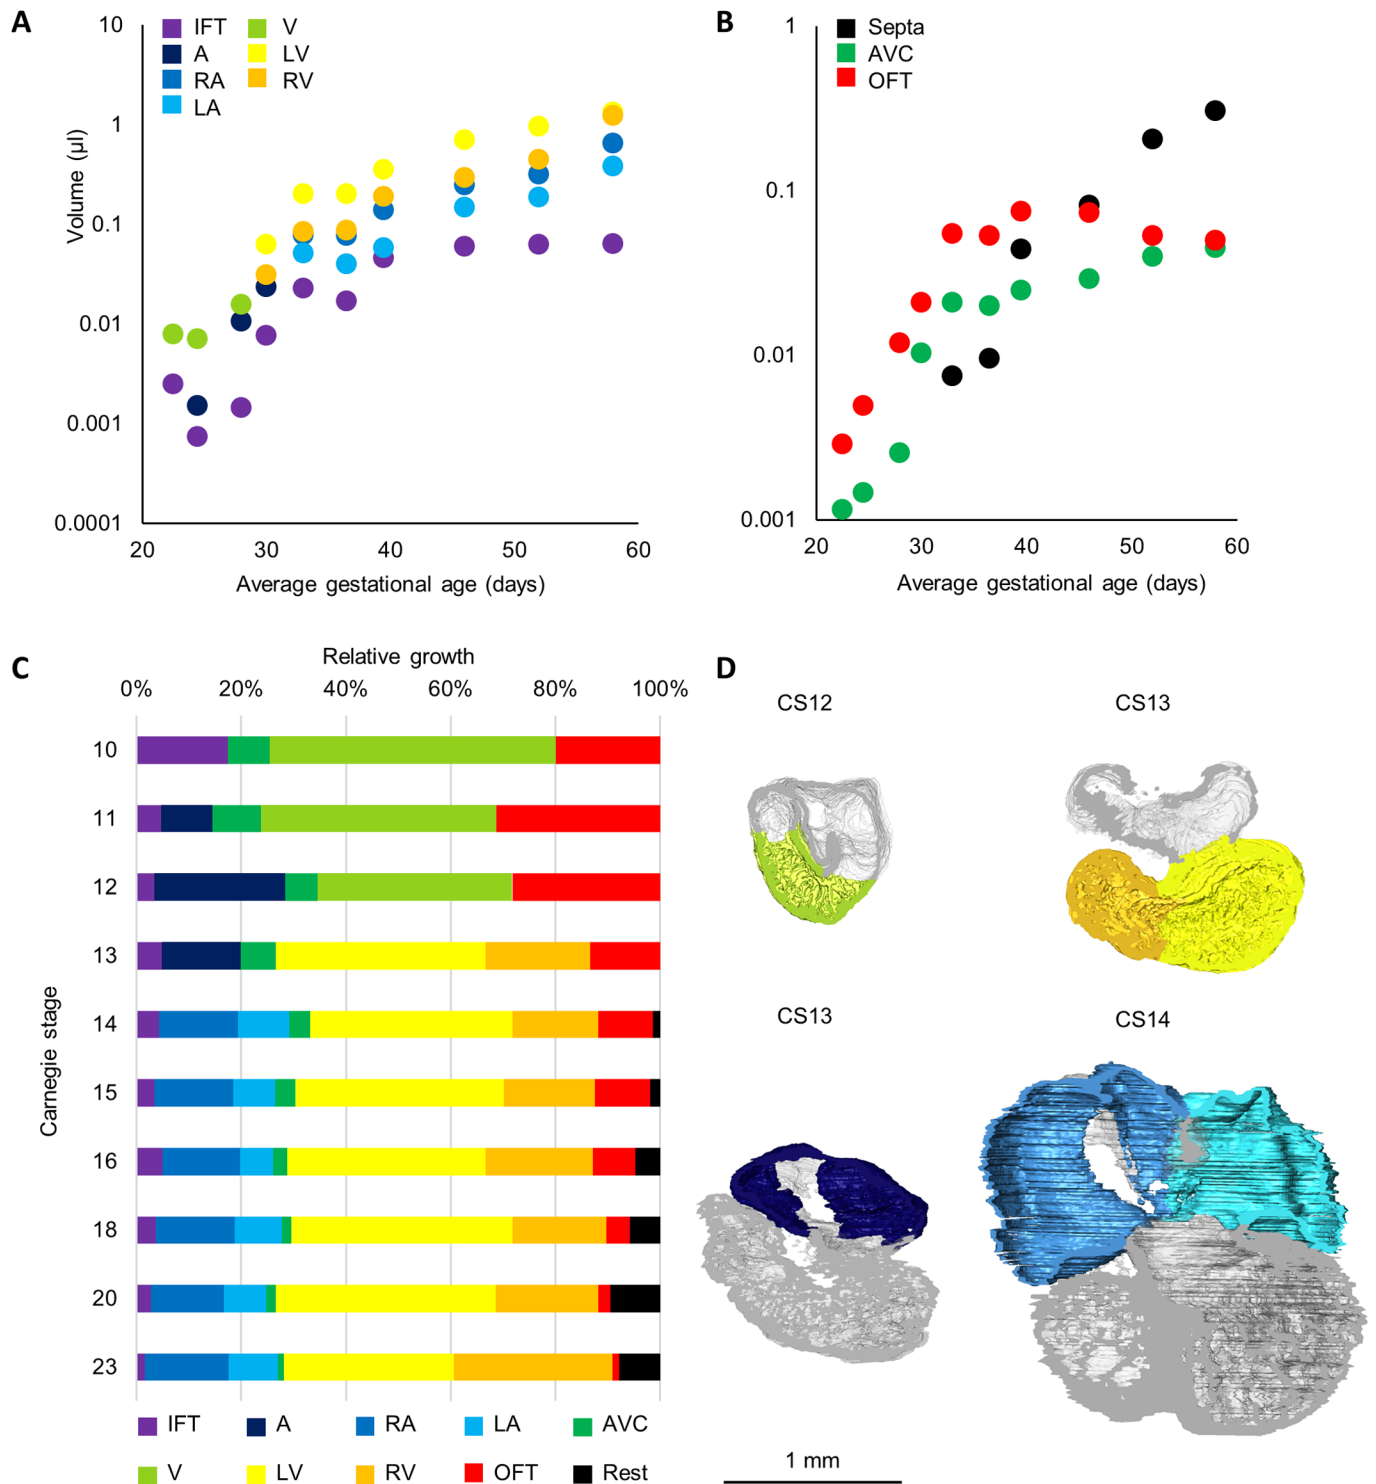 A
10
1
0.1
0.01
0.001
0.0001
Volume (µl)
IFT
V
A
LV
RA
RV
LA
20 30 40 50 60
Average gestational age (days)
B
1
0.1
0.01
0.001
Septa
AVC
OFT
20 30 40 50 60
Average gestational age (days)
C
Relative growth
0% 20% 40% 60% 80% 100%
Carnegie stage
10
11
12
13
14
15
16
18
20
23
IFT A RA LA AVC
V LV RV OFT Rest
D
CS12
CS13
CS13
CS14
1 mm